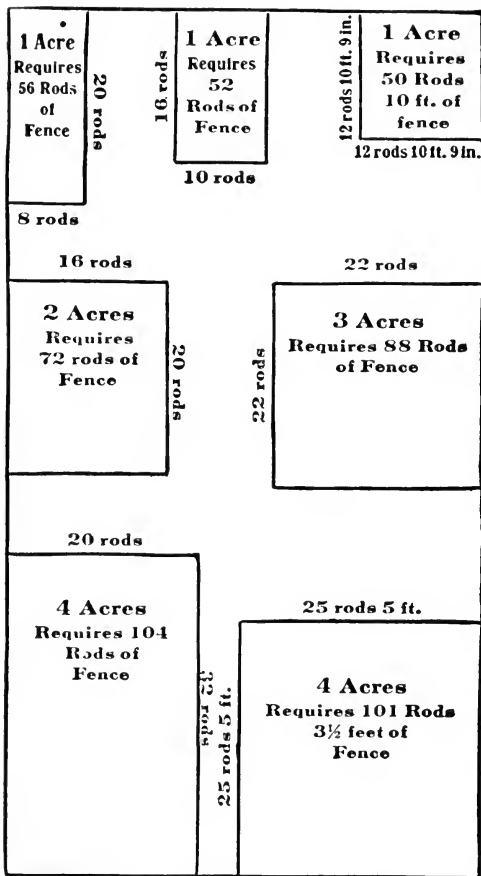 1 Acre
Requires
56 Rods
of
Fence
20 rods
8 rods
1 Acre
Requires
52
Rods of
Fence
16 rods
10 rods
1 Acre
Requires
50 Rods
10 ft. of
fence
12 rods 10 ft. 9 in.
12 rods 10 ft. 9 in.
16 rods
2 Acres
Requires
72 rods of
Fence
20 rods
22 rods
3 Acres
Requires 88 Rods
of Fence
22 rods
20 rods
4 Acres
Requires 104
Rods of
Fence
32 rods
25 rods 5 ft.
25 rods 5 ft.
4 Acres
Requires 101 Rods
3½ feet of
Fence